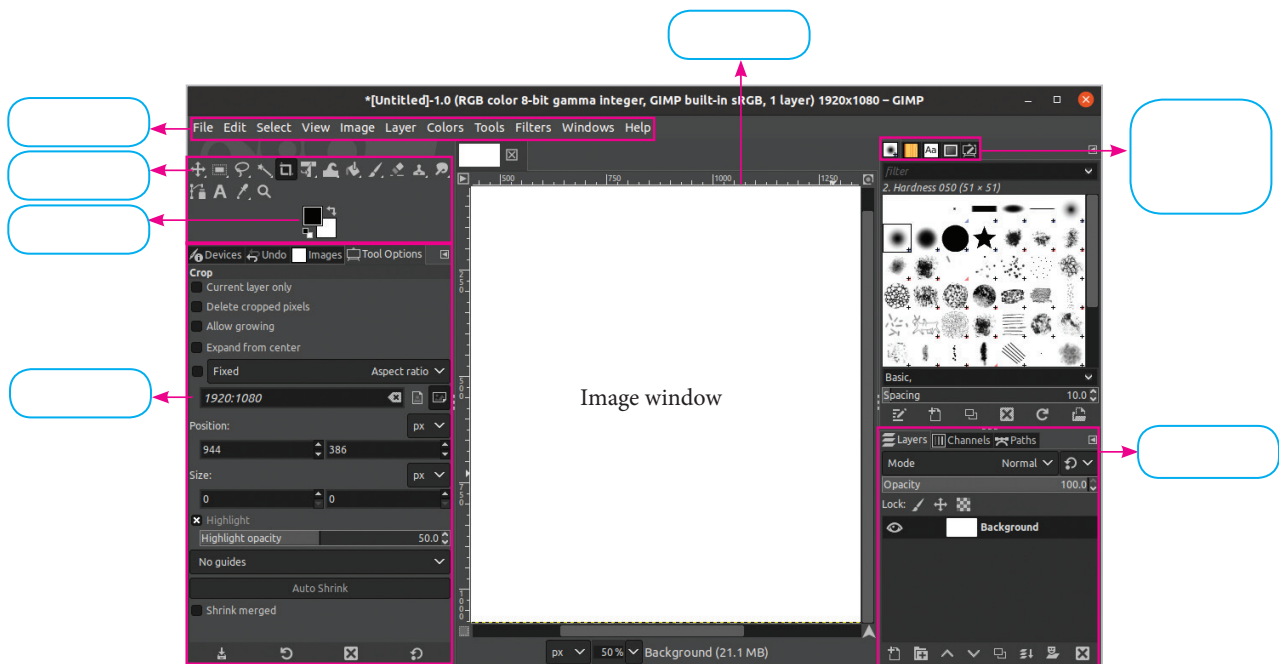 *[Untitled]-1.0 (RGB color 8-bit gamma integer, GIMP built-in sRGB, 1 layer) 1920x1080 – GIMP
File Edit Select View Image Layer Colors Tools Filters Windows Help
Aa
filter
2. Hardness 050 (51 × 51)
500 750 1000 1250
A
Devices Undo Images Tool Options
Crop
Current layer only
Delete cropped pixels
Allow growing
Expand from center
Fixed Aspect ratio
1920:1080
Position: px
944 386
Size: px
0 0
Highlight
Highlight opacity 50.0
No guides
Auto Shrink
Shrink merged
250
500
750
1000
Image window
px 50 % Background (21.1 MB)
Basic,
Spacing 10.0
Layers Channels Paths
Mode Normal
Opacity 100.0
Lock:
Background